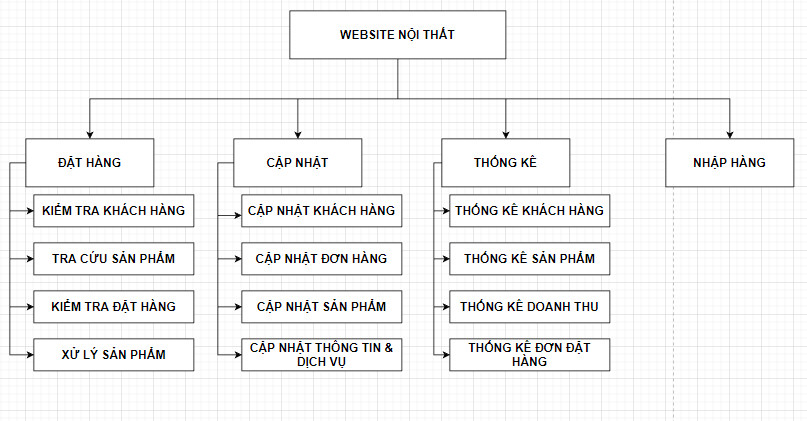 WEBSITE NỘI THẤT
ĐẶT HÀNG
CẬP NHẬT
THỐNG KÊ
NHẬP HÀNG
KIỂM TRA KHÁCH HÀNG
TRA CỨU SẢN PHẨM
KIỂM TRA ĐẶT HÀNG
XỬ LÝ SẢN PHẨM
CẬP NHẬT KHÁCH HÀNG
CẬP NHẬT ĐƠN HÀNG
CẬP NHẬT SẢN PHẨM
CẬP NHẬT THÔNG TIN &
DỊCH VỤ
THỐNG KÊ KHÁCH HÀNG
THỐNG KÊ SẢN PHẨM
THỐNG KÊ DOANH THU
THỐNG KÊ ĐƠN ĐẶT
HÀNG